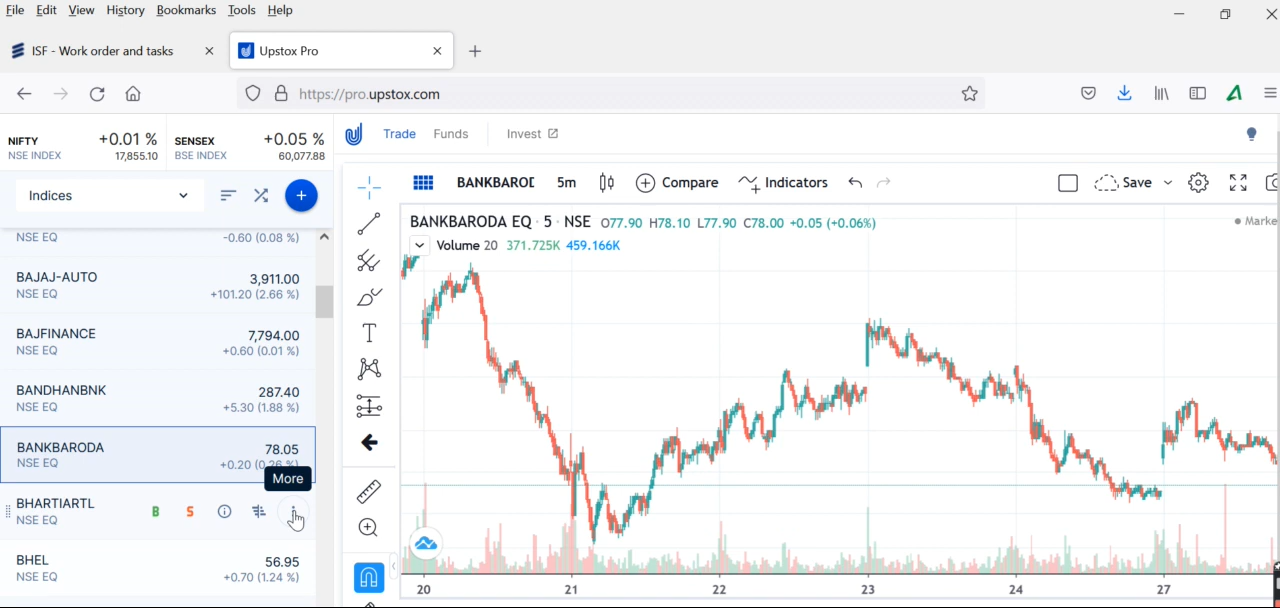 File Edit View History Bookmarks Tools Help
ISF - Work order and tasks
Upstox Pro
https://pro.upstox.com
NIFTY +0.01 %
NSE INDEX 17,855.10
SENSEX +0.05 %
BSE INDEX 60,077.88
Trade Funds Invest
Indices
BANKBAROD 5m Compare Indicators Save
BANKBARODA EQ · 5 · NSE O77.90 H78.10 L77.90 C78.00 +0.05 (+0.06%)
Marke
Volume 20 371.725K 459.166K
NSE EQ -0.60 (0.08 %)
BAJAJ-AUTO 3,911.00
NSE EQ +101.20 (2.66 %)
BAJFINANCE 7,794.00
NSE EQ +0.60 (0.01 %)
BANDHANBNK 287.40
NSE EQ +5.30 (1.88 %)
BANKBARODA 78.05
NSE EQ +0.20 (0.26 %)
More
BHARTIARTL B S
NSE EQ
BHEL 56.95
NSE EQ +0.70 (1.24 %)
T
20 21 22 23 24 27